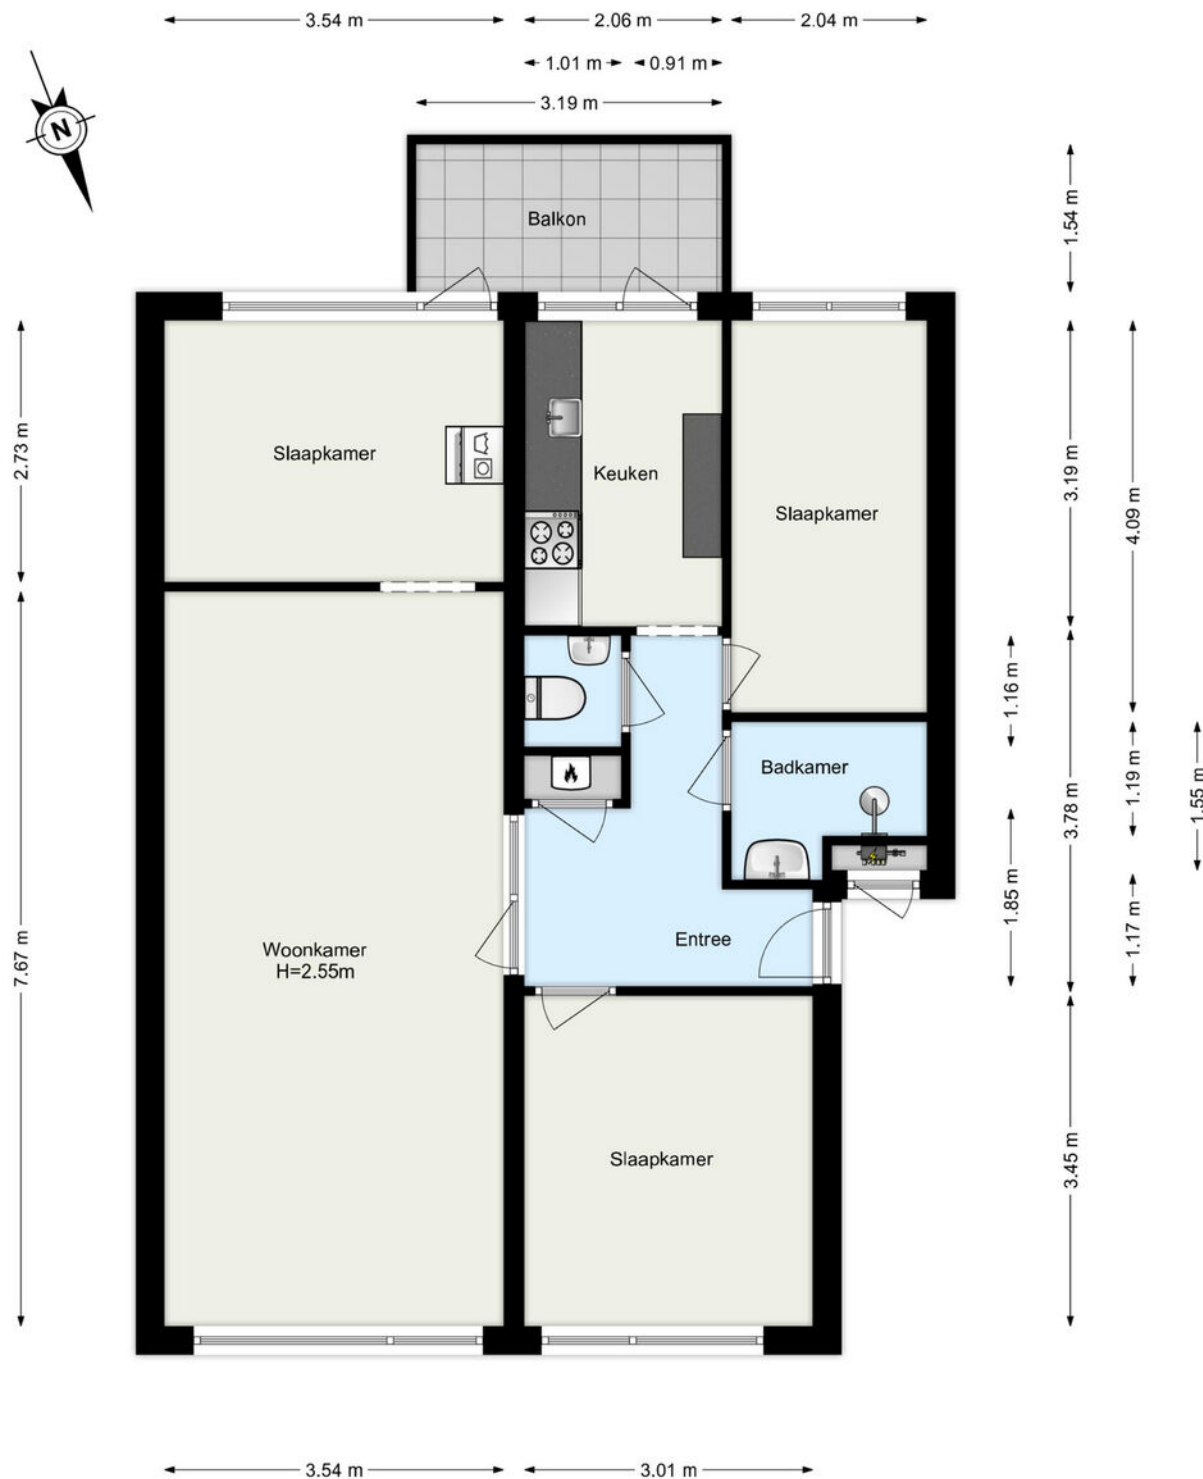 3.54 m
2.06 m
2.04 m
1.01 m
0.91 m
3.19 m
N
Balkon
1.54 m
2.73 m
Slaapkamer
Keuken
Slaapkamer
3.19 m
4.09 m
1.16 m
Badkamer
3.78 m
1.19 m
1.55 m
7.67 m
Woonkamer
H=2.55m
Entree
1.85 m
1.17 m
Slaapkamer
3.45 m
3.54 m
3.01 m